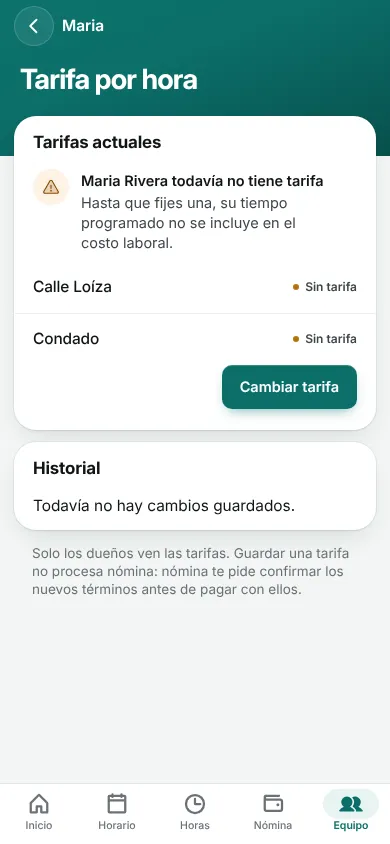 Maria
Tarifa por hora
Tarifas actuales
Maria Rivera todavía no tiene tarifa
Hasta que fijes una, su tiempo
programado no se incluye en el
costo laboral.
Calle Loíza
Sin tarifa
Condado
Sin tarifa
Cambiar tarifa
Historial
Todavía no hay cambios guardados.
Solo los dueños ven las tarifas. Guardar una tarifa
no procesa nómina: nómina te pide confirmar los
nuevos términos antes de pagar con ellos.
Inicio
Horario
Horas
Nómina
Equipo